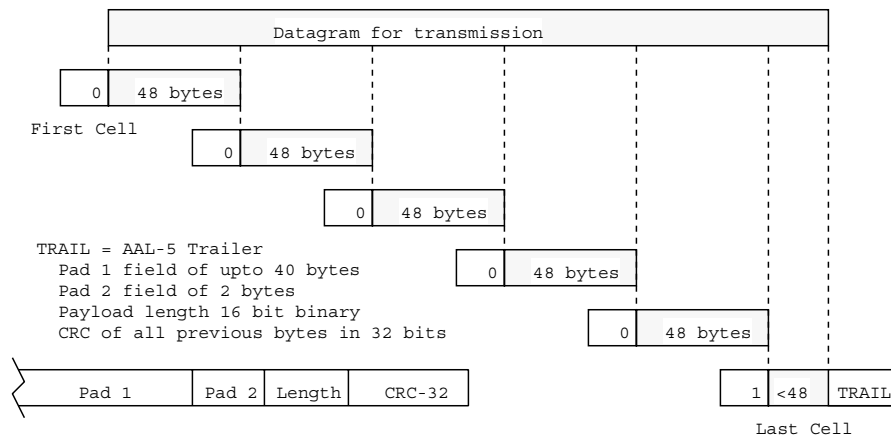 Datagram for transmission
0 48 bytes
First Cell
0 48 bytes
0 48 bytes
TRAIL = AAL-5 Trailer
Pad 1 field of upto 40 bytes
Pad 2 field of 2 bytes
Payload length 16 bit binary
CRC of all previous bytes in 32 bits
0 48 bytes
0 48 bytes
Pad 1 Pad 2 Length CRC-32
1 <48 TRAIL
Last Cell